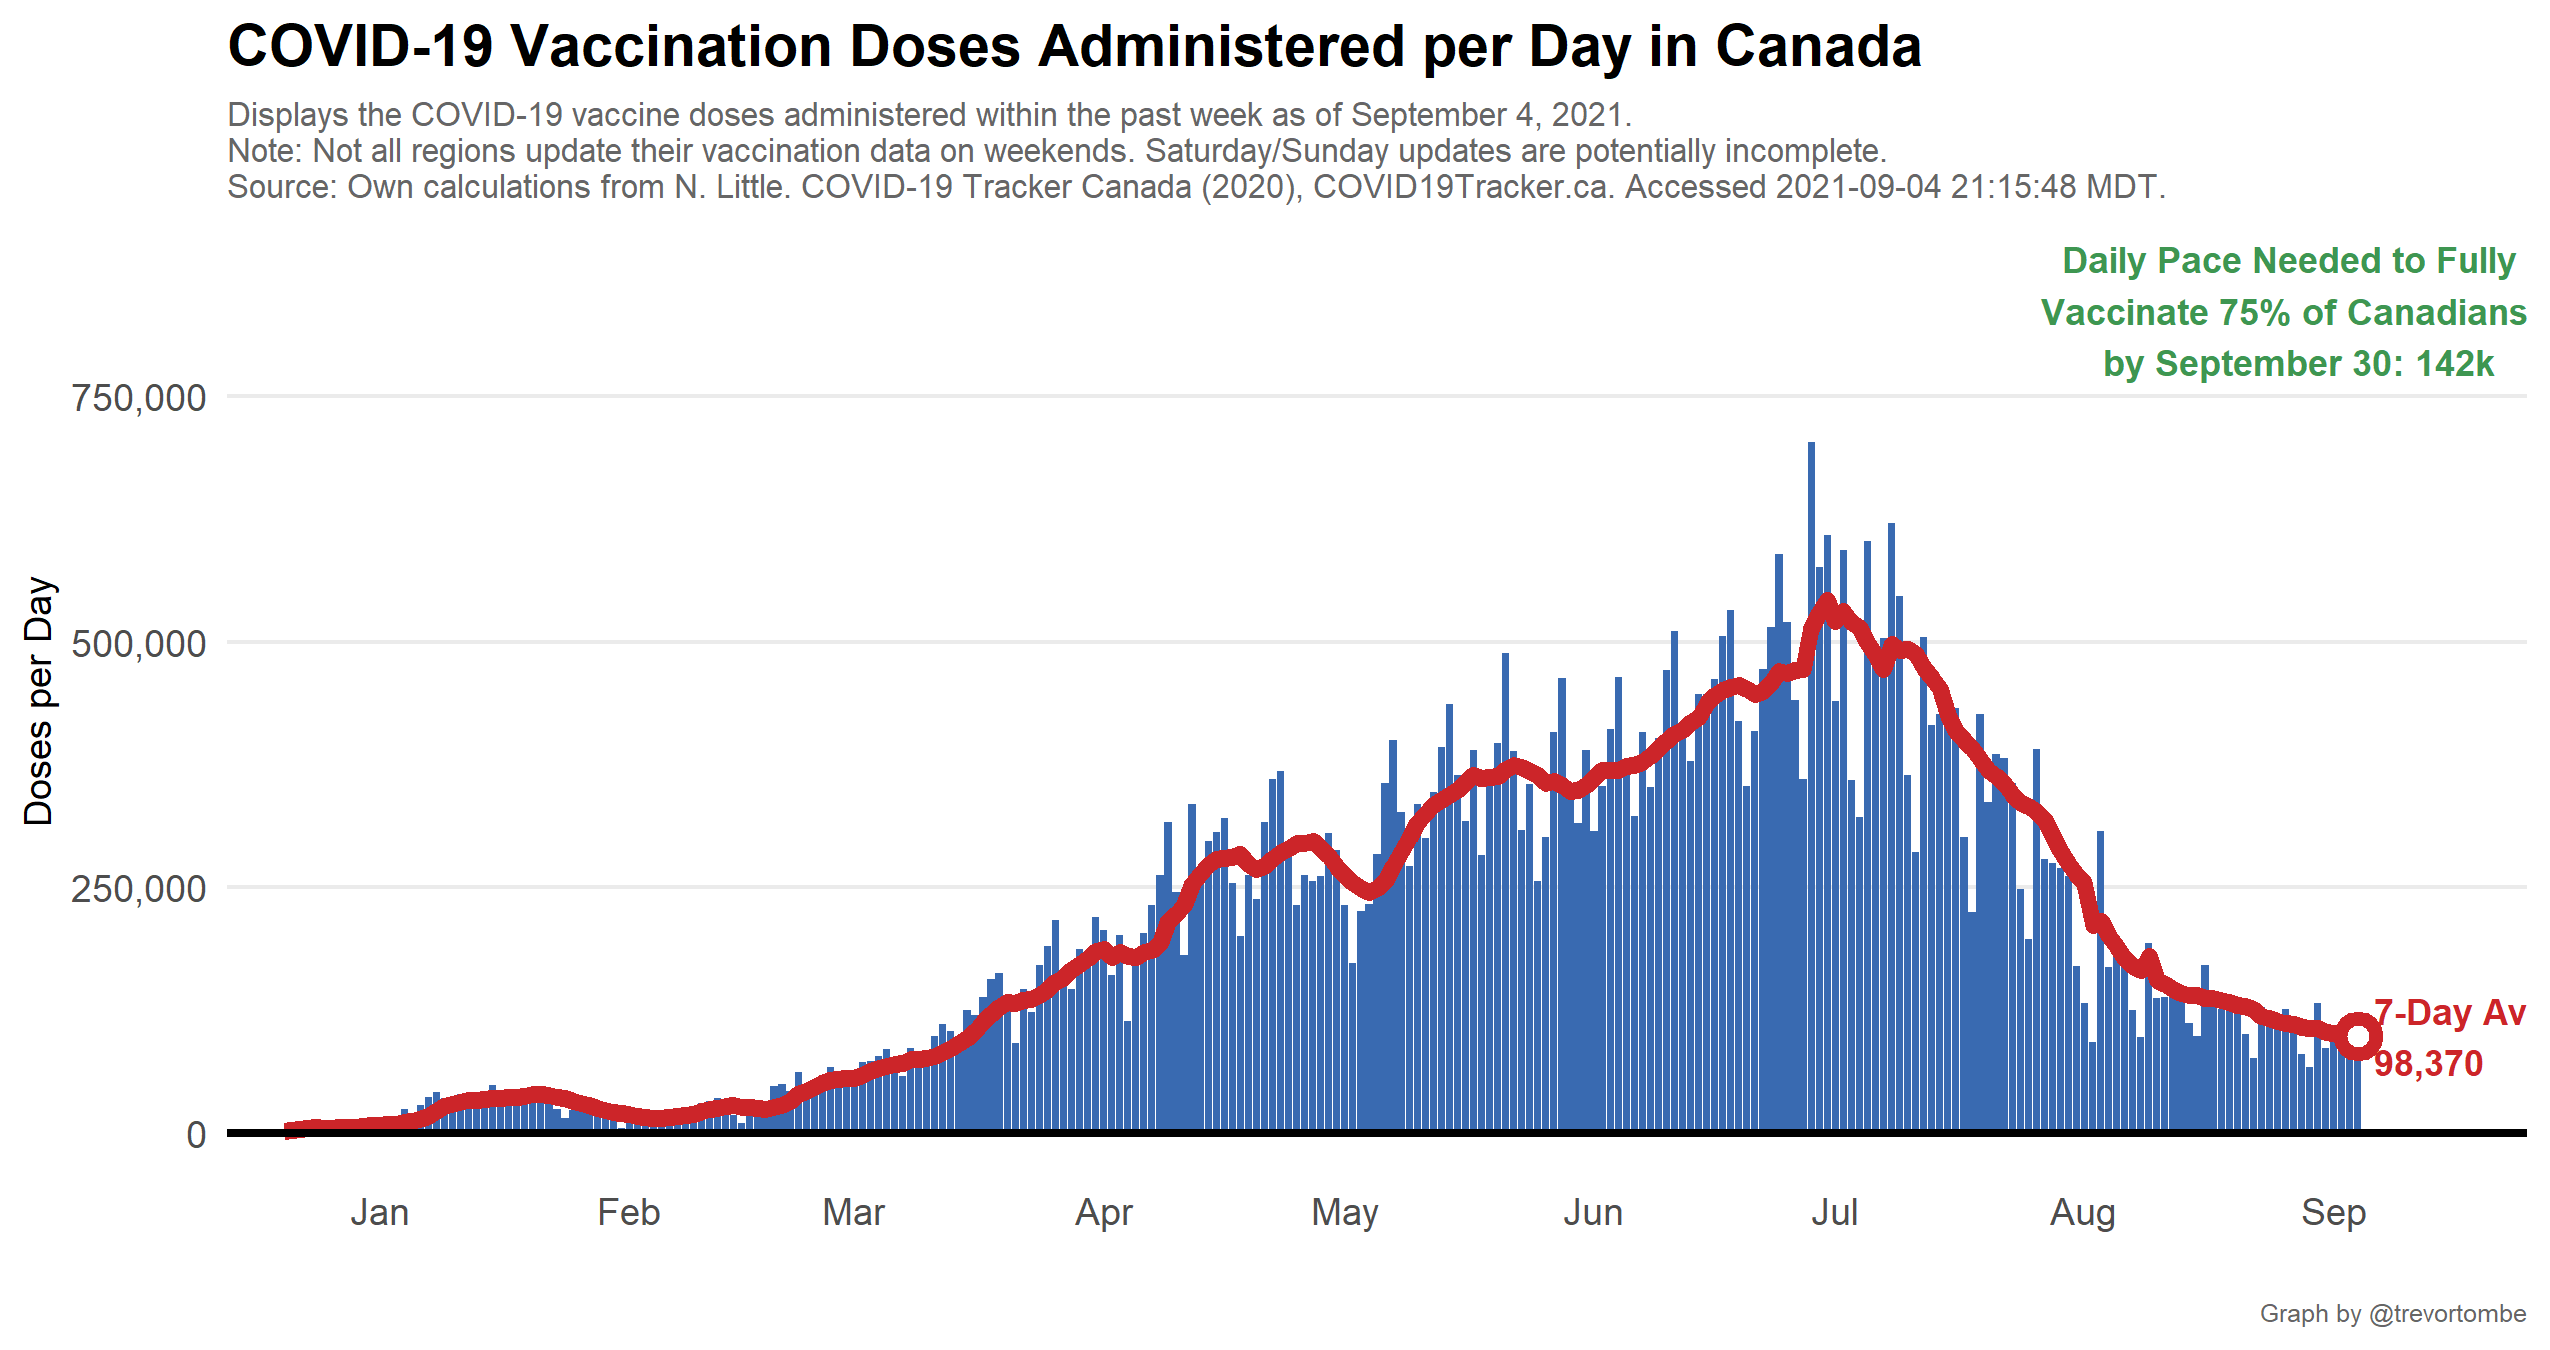 COVID-19 Vaccination Doses Administered per Day in Canada
Displays the COVID-19 vaccine doses administered within the past week as of September 4, 2021.
Note: Not all regions update their vaccination data on weekends. Saturday/Sunday updates are potentially incomplete.
Source: Own calculations from N. Little. COVID-19 Tracker Canada (2020), COVID19Tracker.ca. Accessed 2021-09-04 21:15:48 MDT.
Daily Pace Needed to Fully
Vaccinate 75% of Canadians
by September 30: 142k
Doses per Day
750,000
500,000
250,000
0
7-Day Av
98,370
Jan Feb Mar Apr May Jun Jul Aug Sep
Graph by @trevortombe